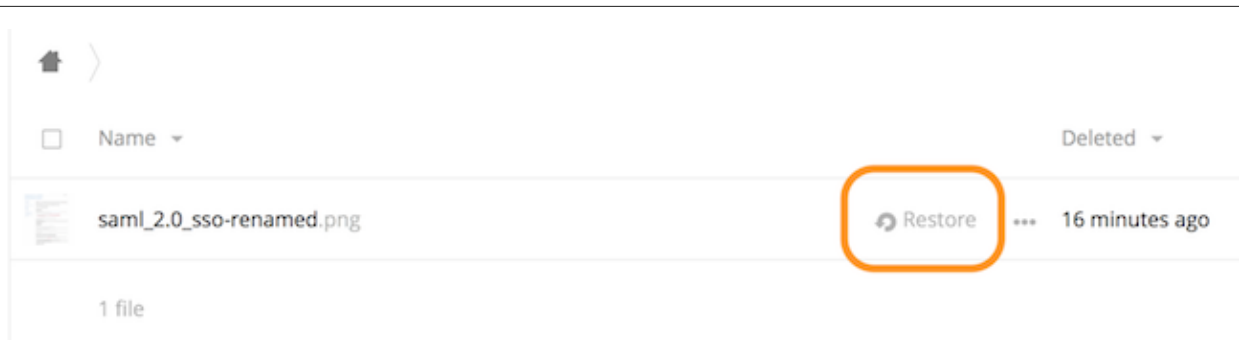 Name Deleted
saml_2.0_sso-renamed.png Restore ... 16 minutes ago
1 file